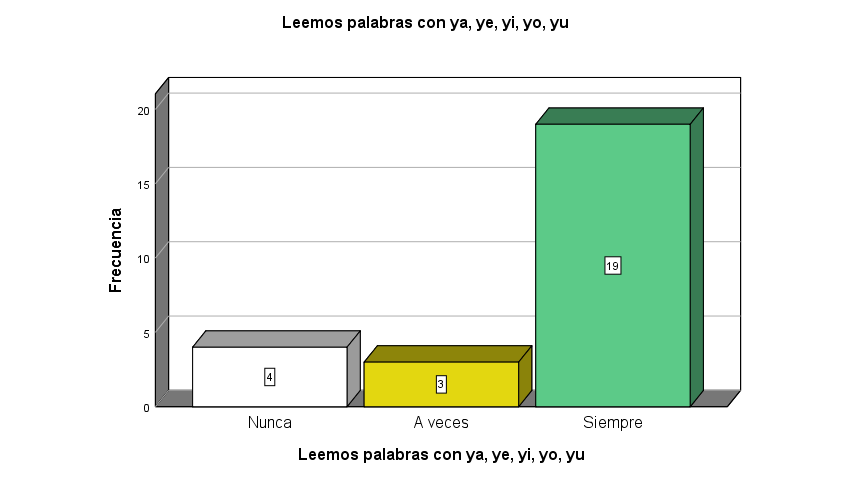 Leemos palabras con ya, ye, yi, yo, yu
Frecuencia
20
15
10
5
0
4
3
19
Nunca
A veces
Siempre
Leemos palabras con ya, ye, yi, yo, yu